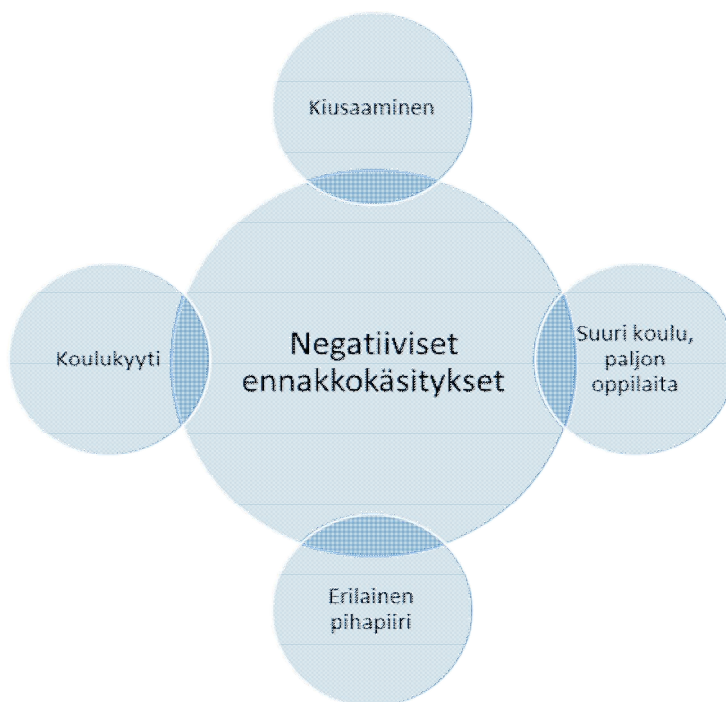 Kiusaaminen
Negatiiviset
ennakkokäsitykset
Koulukyyti
Suuri koulu,
paljon
oppilaita
Erilainen
pihapiiri